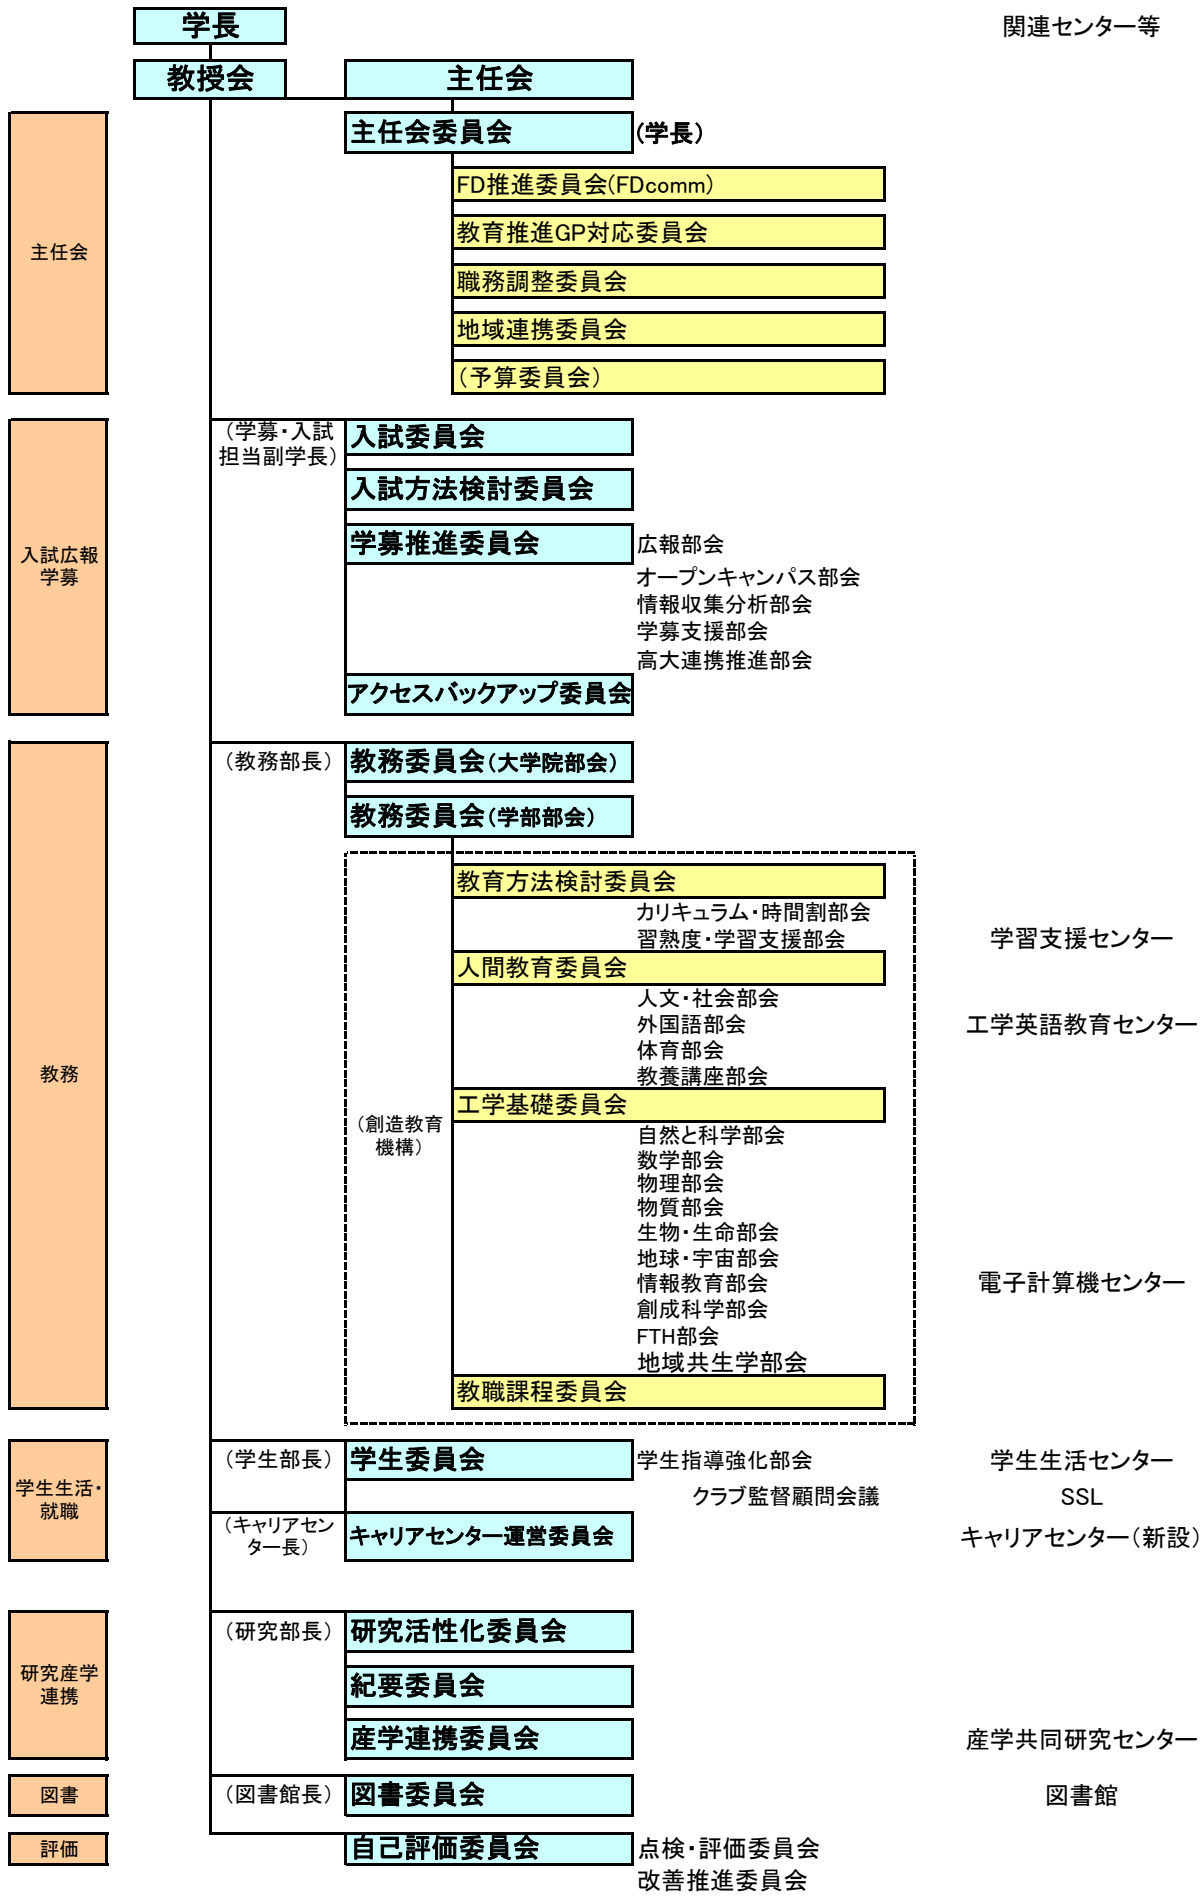 学長
関連センター等
教授会
主任会
主任会
主任会委員会
(学長)
FD推進委員会(FDcomm)
教育推進GP対応委員会
職務調整委員会
地域連携委員会
(予算委員会)
入試広報
学募
(学募・入試
担当副学長)
入試委員会
入試方法検討委員会
学募推進委員会
広報部会
オープンキャンパス部会
情報収集分析部会
学募支援部会
高大連携推進部会
アクセスバックアップ委員会
教務
(教務部長)
教務委員会(大学院部会)
教務委員会(学部部会)
(創造教育
機構)
教育方法検討委員会
カリキュラム・時間割部会
習熟度・学習支援部会
学習支援センター
人間教育委員会
人文・社会部会
外国語部会
工学英語教育センター
体育部会
教養講座部会
工学基礎委員会
自然と科学部会
数学部会
物理部会
物質部会
生物・生命部会
地球・宇宙部会
情報教育部会
電子計算機センター
創成科学部会
FTH部会
地域共生学部会
教職課程委員会
学生生活・
就職
(学生部長)
学生委員会
学生指導強化部会
学生生活センター
クラブ監督顧問会議
SSL
(キャリアセン
ター長)
キャリアセンター運営委員会
キャリアセンター(新設)
研究産学
連携
(研究部長)
研究活性化委員会
紀要委員会
産学連携委員会
産学共同研究センター
図書
(図書館長)
図書委員会
図書館
評価
自己評価委員会
点検・評価委員会
改善推進委員会